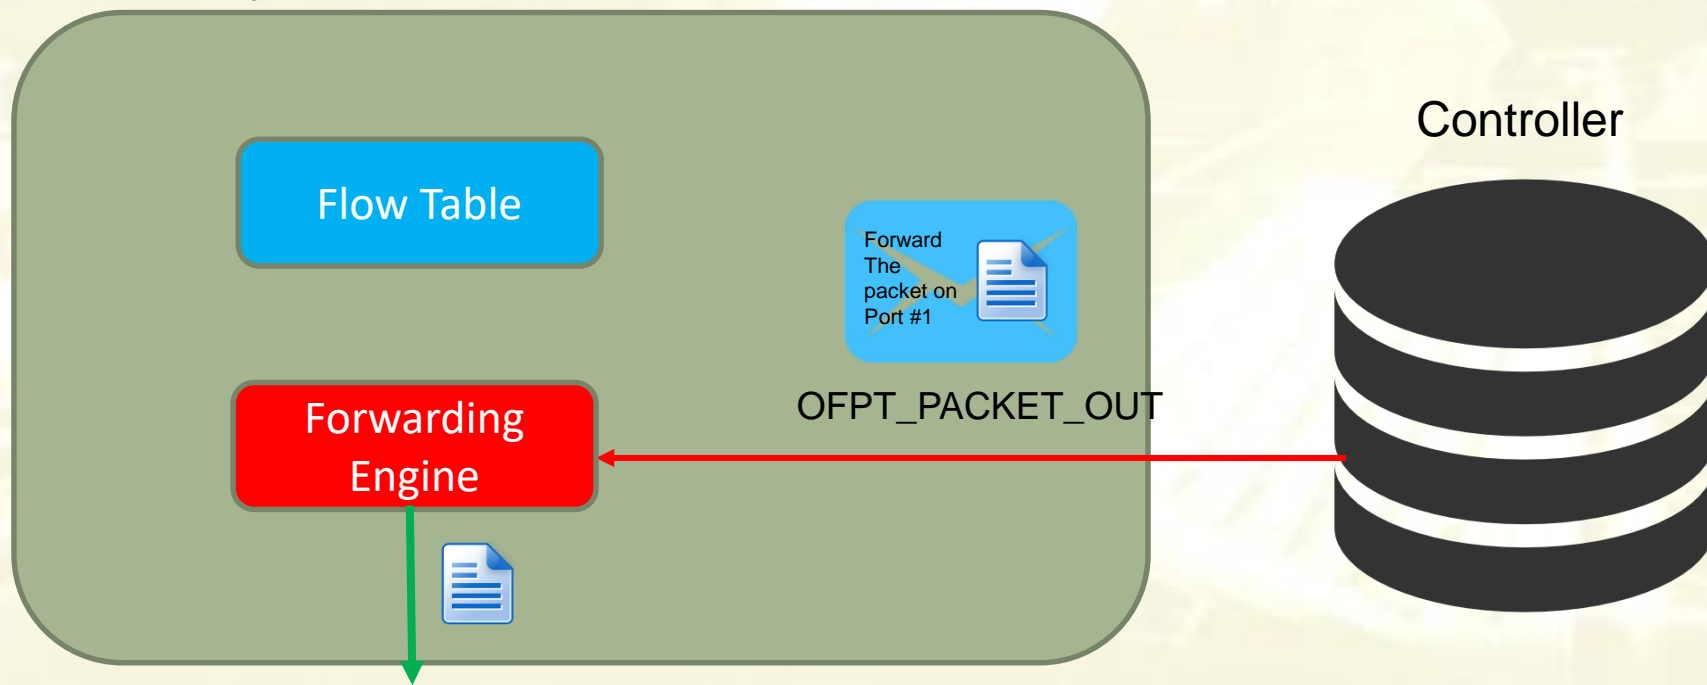 Controller
Flow Table
Forward
The
packet on
Port #1
OFPT_PACKET_OUT
Forwarding
Engine